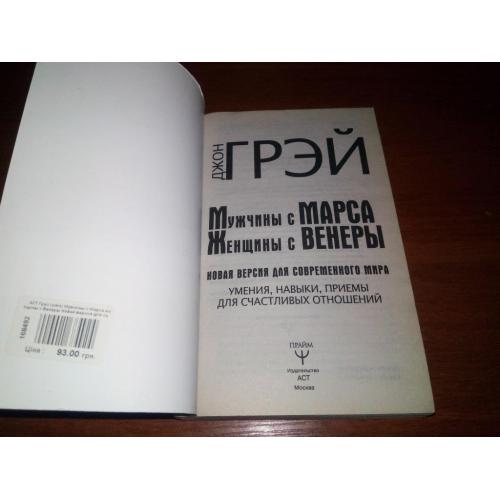 ДЖОН
ГРЭЙ
Мужчины с МАРСА
Женщины с ВЕНЕРЫ
НОВАЯ ВЕРСИЯ ДЛЯ СОВРЕМЕННОГО МИРА
УМЕНИЯ, НАВЫКИ, ПРИЕМЫ
ДЛЯ СЧАСТЛИВЫХ ОТНОШЕНИЙ
ПРАЙМ
Издательство
АСТ
Москва
168492
Ціна : 93.00 грн.